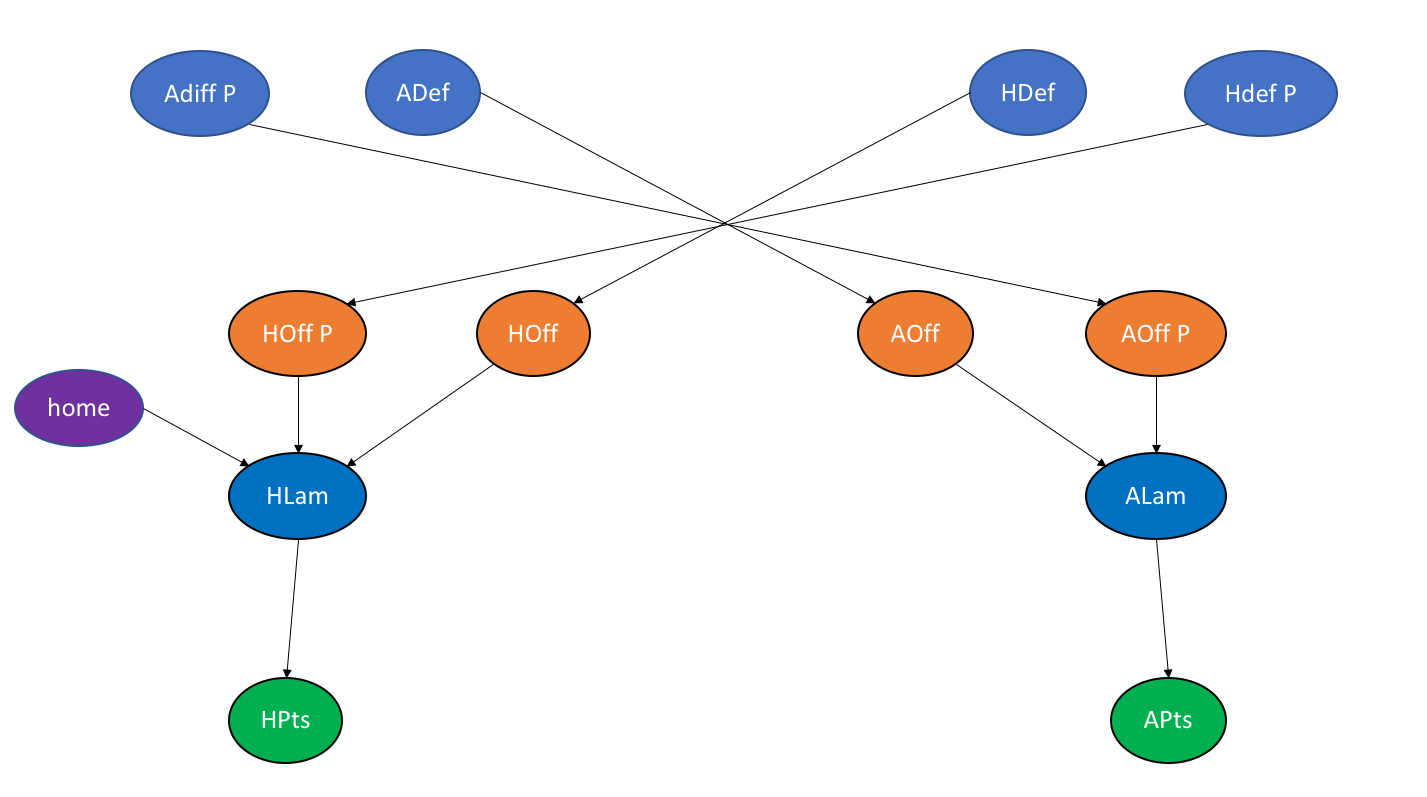 Adiff P
ADef
HDef
Hdef P
HOff P
HOff
AOff
AOff P
home
HLam
ALam
HPts
APts